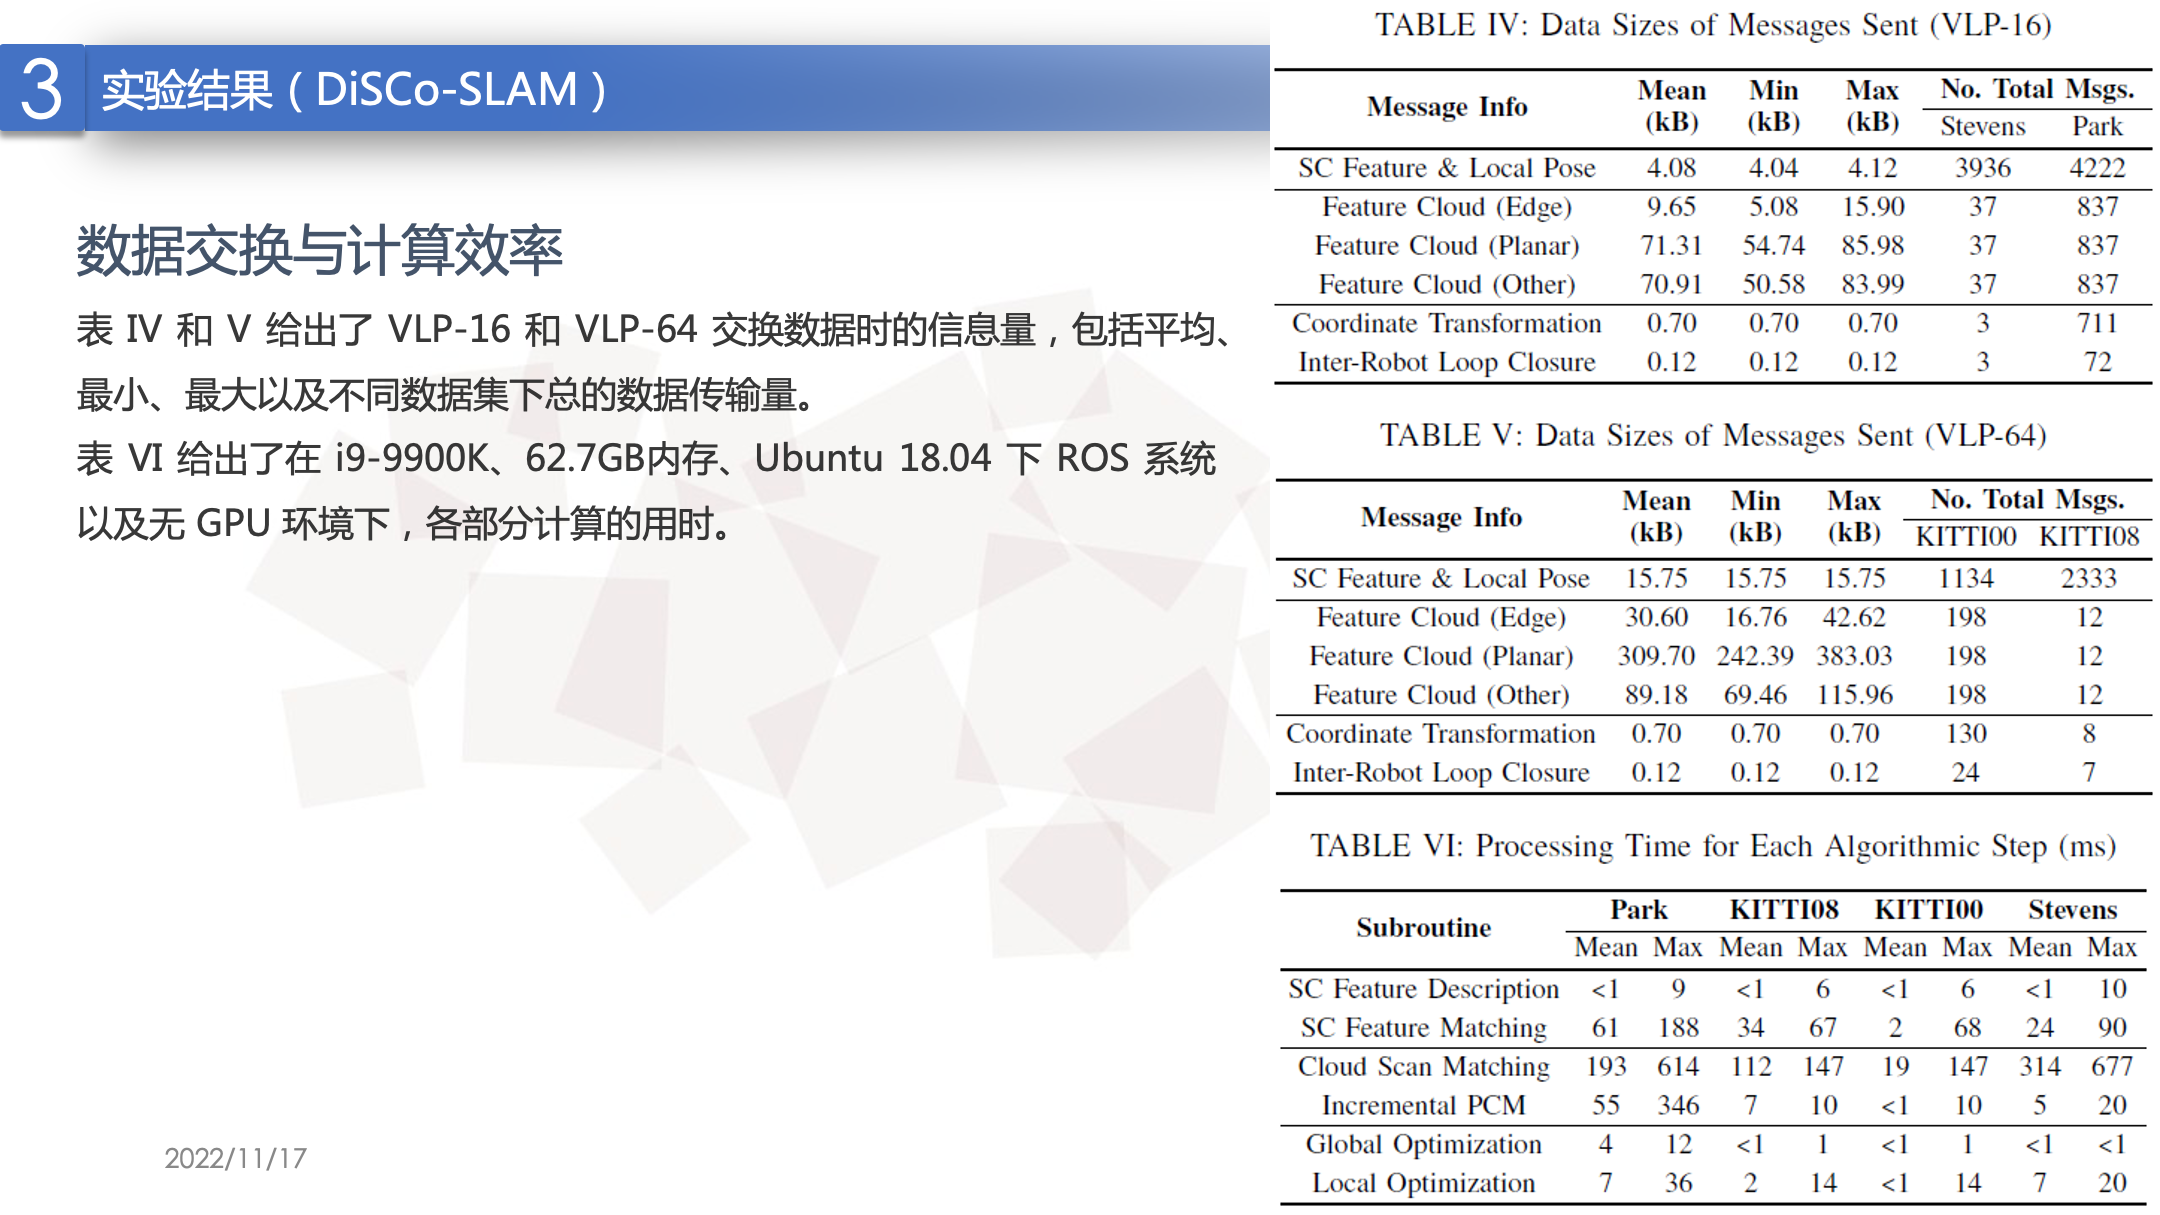 3
实验结果（DiSCo-SLAM）
数据交换与计算效率
表 IV 和 V 给出了 VLP-16 和 VLP-64 交换数据时的信息量，包括平均、
最小、最大以及不同数据集下总的数据传输量。
表 VI 给出了在 i9-9900K、62.7GB内存、Ubuntu 18.04 下 ROS 系统
以及无 GPU 环境下，各部分计算的用时。
2022/11/17
TABLE IV: Data Sizes of Messages Sent (VLP-16)
Message Info Mean (kB) Min (kB) Max (kB) No. Total Msgs.
Stevens Park
SC Feature & Local Pose 4.08 4.04 4.12 3936 4222
Feature Cloud (Edge) 9.65 5.08 15.90 37 837
Feature Cloud (Planar) 71.31 54.74 85.98 37 837
Feature Cloud (Other) 70.91 50.58 83.99 37 837
Coordinate Transformation 0.70 0.70 0.70 3 711
Inter-Robot Loop Closure 0.12 0.12 0.12 3 72
TABLE V: Data Sizes of Messages Sent (VLP-64)
Message Info Mean (kB) Min (kB) Max (kB) No. Total Msgs.
KITTI00 KITTI08
SC Feature & Local Pose 15.75 15.75 15.75 1134 2333
Feature Cloud (Edge) 30.60 16.76 42.62 198 12
Feature Cloud (Planar) 309.70 242.39 383.03 198 12
Feature Cloud (Other) 89.18 69.46 115.96 198 12
Coordinate Transformation 0.70 0.70 0.70 130 8
Inter-Robot Loop Closure 0.12 0.12 0.12 24 7
TABLE VI: Processing Time for Each Algorithmic Step (ms)
Subroutine Park KITTI08 KITTI00 Stevens
Mean Max Mean Max Mean Max Mean Max
SC Feature Description <1 9 <1 6 <1 6 <1 10
SC Feature Matching 61 188 34 67 2 68 24 90
Cloud Scan Matching 193 614 112 147 19 147 314 677
Incremental PCM 55 346 7 10 <1 10 5 20
Global Optimization 4 12 <1 1 <1 1 <1 <1
Local Optimization 7 36 2 14 <1 14 7 20